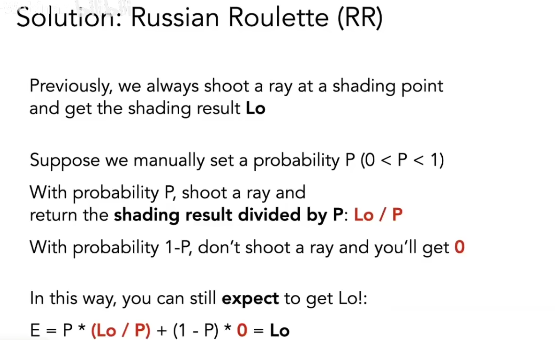 Solution: Russian Roulette (RR)
Previously, we always shoot a ray at a shading point
and get the shading result Lo
Suppose we manually set a probability P (0 < P < 1)
With probability P, shoot a ray and
return the shading result divided by P: Lo / P
With probability 1-P, don't shoot a ray and you'll get 0
In this way, you can still expect to get Lo!:
E = P * (Lo / P) + (1 - P) * 0 = Lo